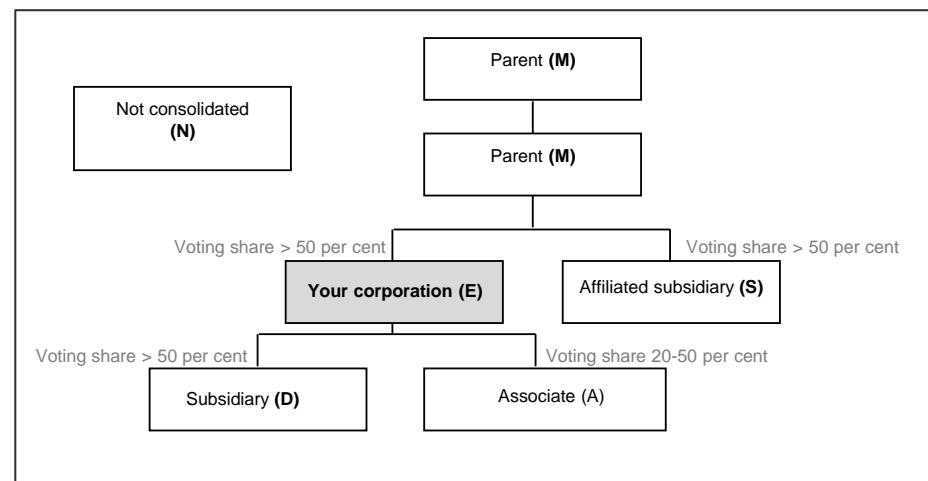 Parent (M)
Not consolidated
(N)
Parent (M)
Voting share > 50 per cent
Voting share > 50 per cent
Your corporation (E)
Affiliated subsidiary (S)
Voting share > 50 per cent
Voting share 20-50 per cent
Subsidiary (D)
Associate (A)